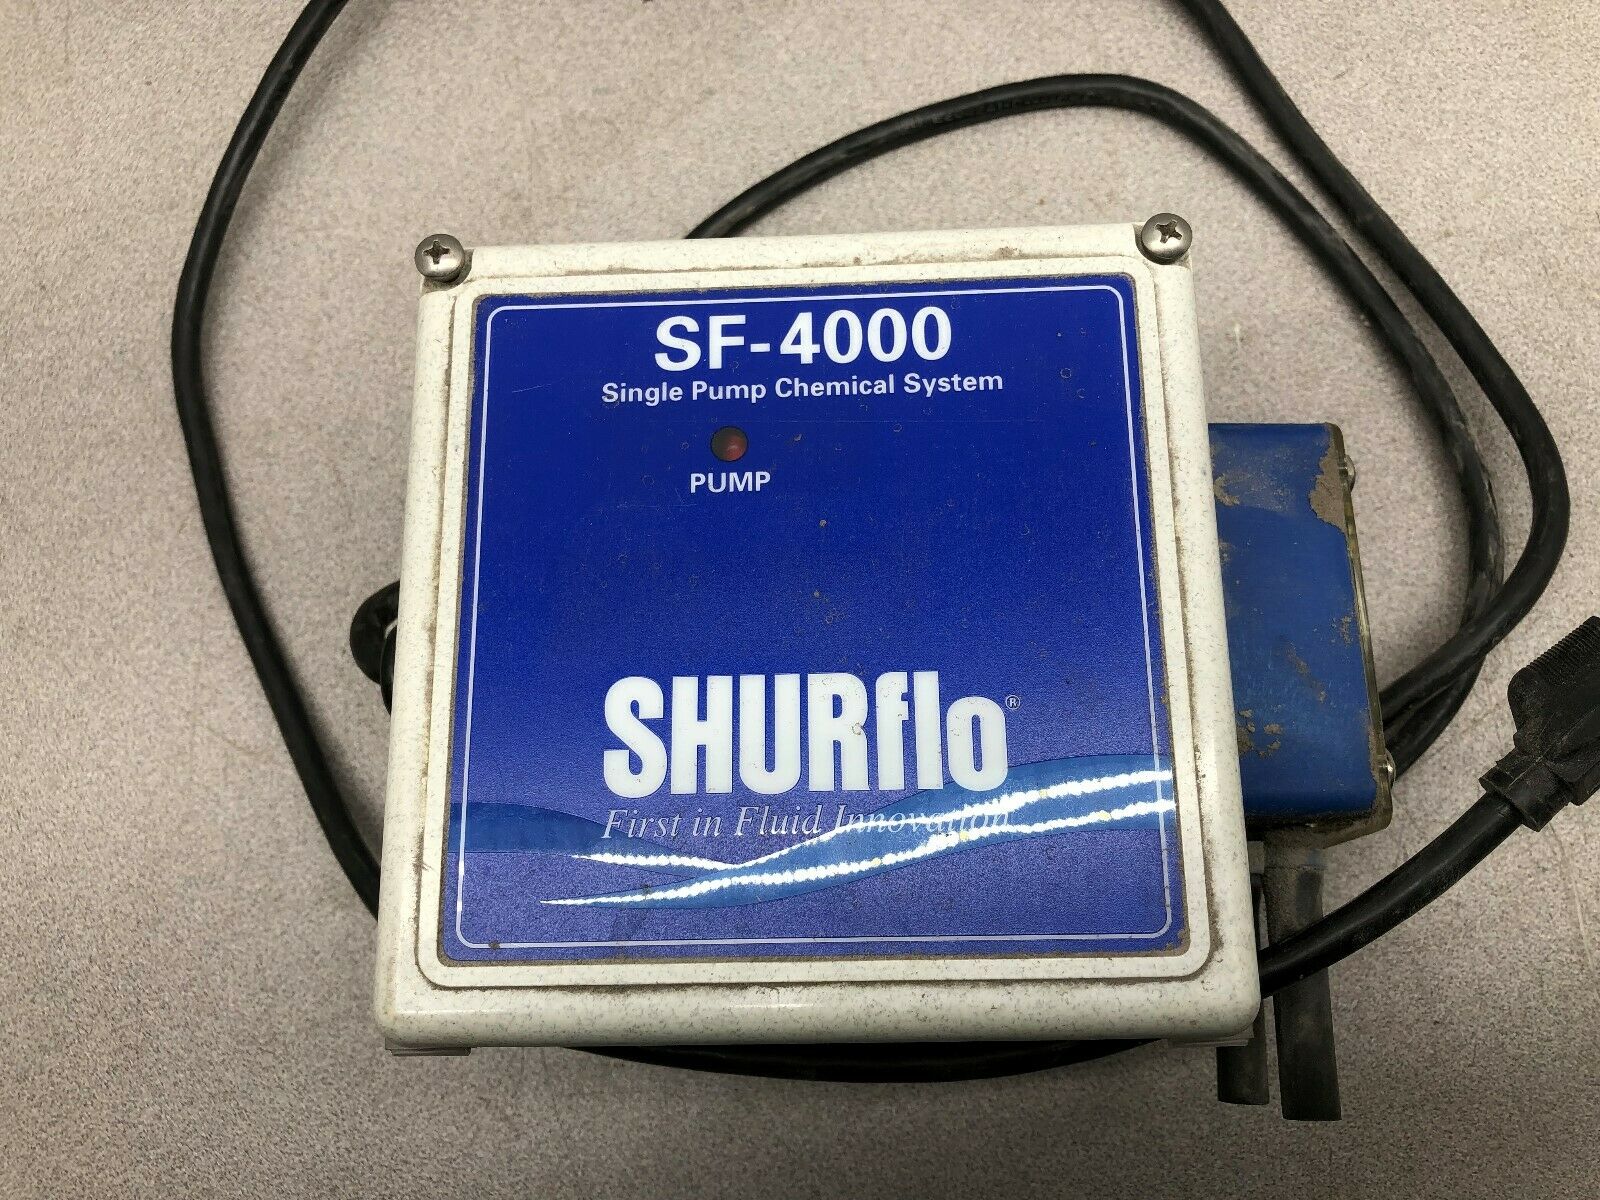 SF-4000
Single Pump Chemical System
PUMP
SHURflo®
First in Fluid Innovation